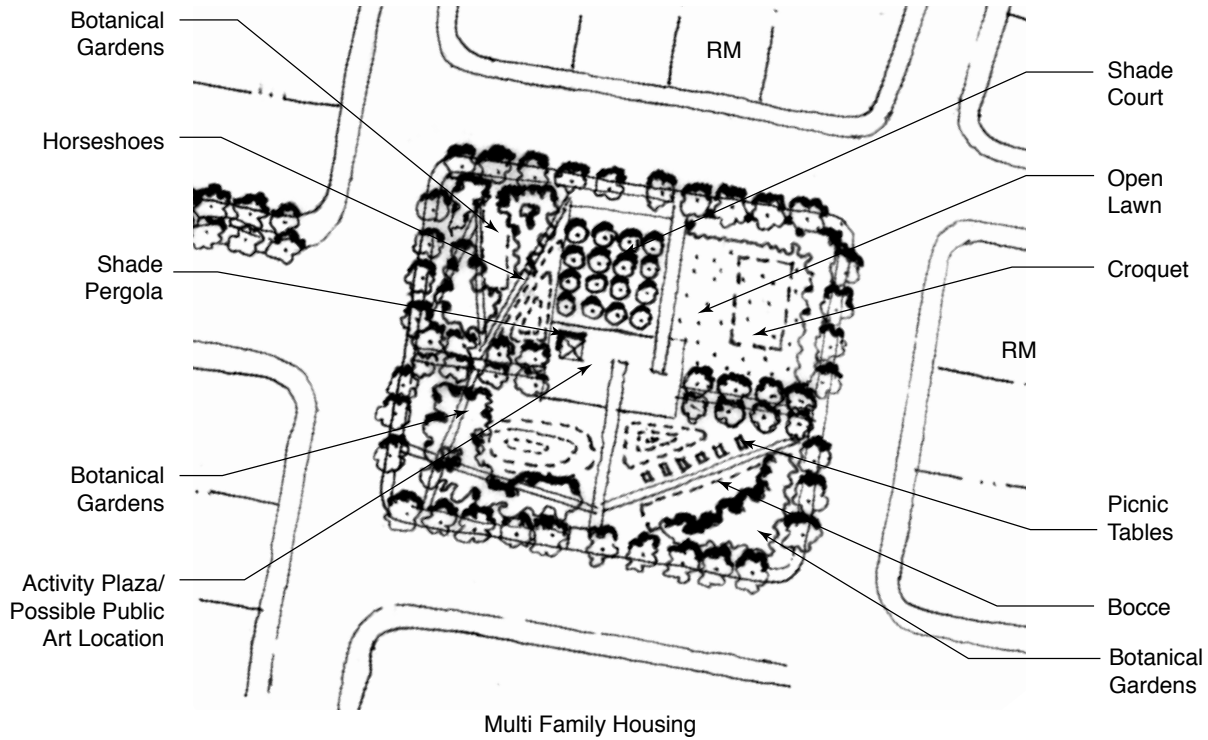 Botanical
Gardens
RM
Shade
Court
Horseshoes
Open
Lawn
Shade
Pergola
Croquet
RM
Botanical
Gardens
Picnic
Tables
Activity Plaza/
Possible Public
Art Location
Bocce
Botanical
Gardens
Multi Family Housing